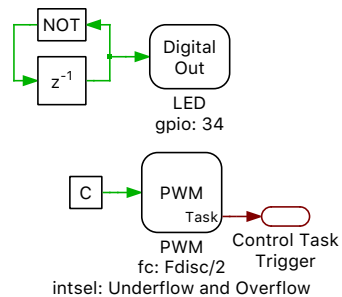 NOT
z⁻¹
Digital
Out
LED
gpio: 34
C
PWM
Task
PWM
fc: Fdisc/2
intsel: Underflow and Overflow
Control Task
Trigger